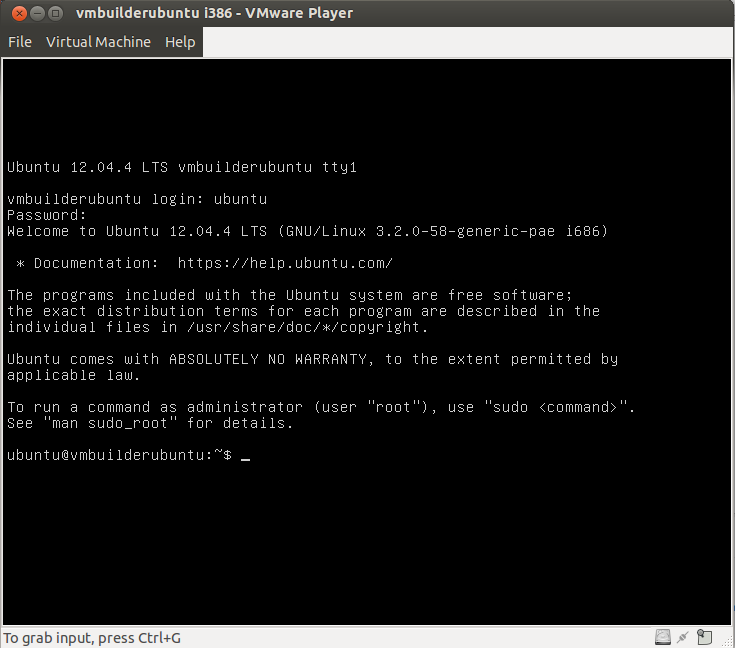 vmbuilderubuntu i386 - VMware Player
File Virtual Machine Help
Ubuntu 12.04.4 LTS vmbuilderubuntu tty1
vmbuilderubuntu login: ubuntu
Password:
Welcome to Ubuntu 12.04.4 LTS (GNU/Linux 3.2.0-58-generic-pae i686)
* Documentation:  https://help.ubuntu.com/
The programs included with the Ubuntu system are free software;
the exact distribution terms for each program are described in the
individual files in /usr/share/doc/*/copyright.
Ubuntu comes with ABSOLUTELY NO WARRANTY, to the extent permitted by
applicable law.
To run a command as administrator (user "root"), use "sudo <command>".
See "man sudo_root" for details.
ubuntu@vmbuilderubuntu:~$ _
To grab input, press Ctrl+G